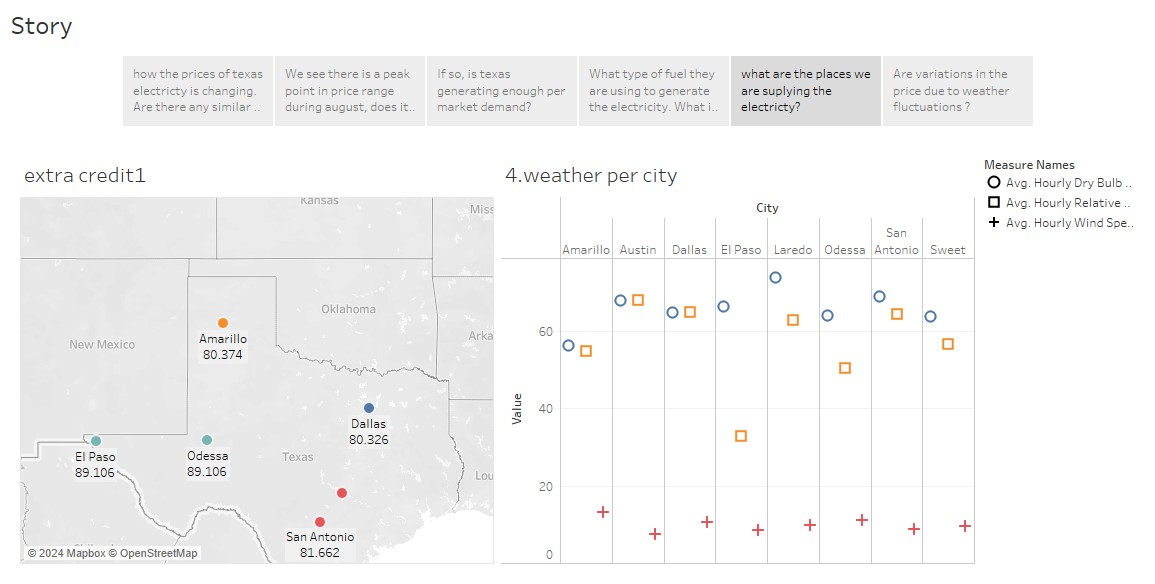 Story
how the prices of texas
electricty is changing.
Are there any similar ..
We see there is a peak
point in price range
during august, does it..
If so, is texas
generating enough per
market demand?
What type of fuel they
are using to generate
the electricity. What i..
what are the places we
are suplying the
electricty?
Are variations in the
price due to weather
fluctuations ?
extra credit1
Kansas
Miss
Oklahoma
Arka
New Mexico
Amarillo
80.374
Dallas
80.326
El Paso
89.106
Odessa
89.106
Texas
Lou
San Antonio
81.662
© 2024 Mapbox © OpenStreetMap
4.weather per city
City
Amarillo
Austin
Dallas
El Paso
Laredo
Odessa
San
Antonio
Sweet
Value
60
40
20
0
Measure Names
Avg. Hourly Dry Bulb ..
Avg. Hourly Relative ..
Avg. Hourly Wind Spe..